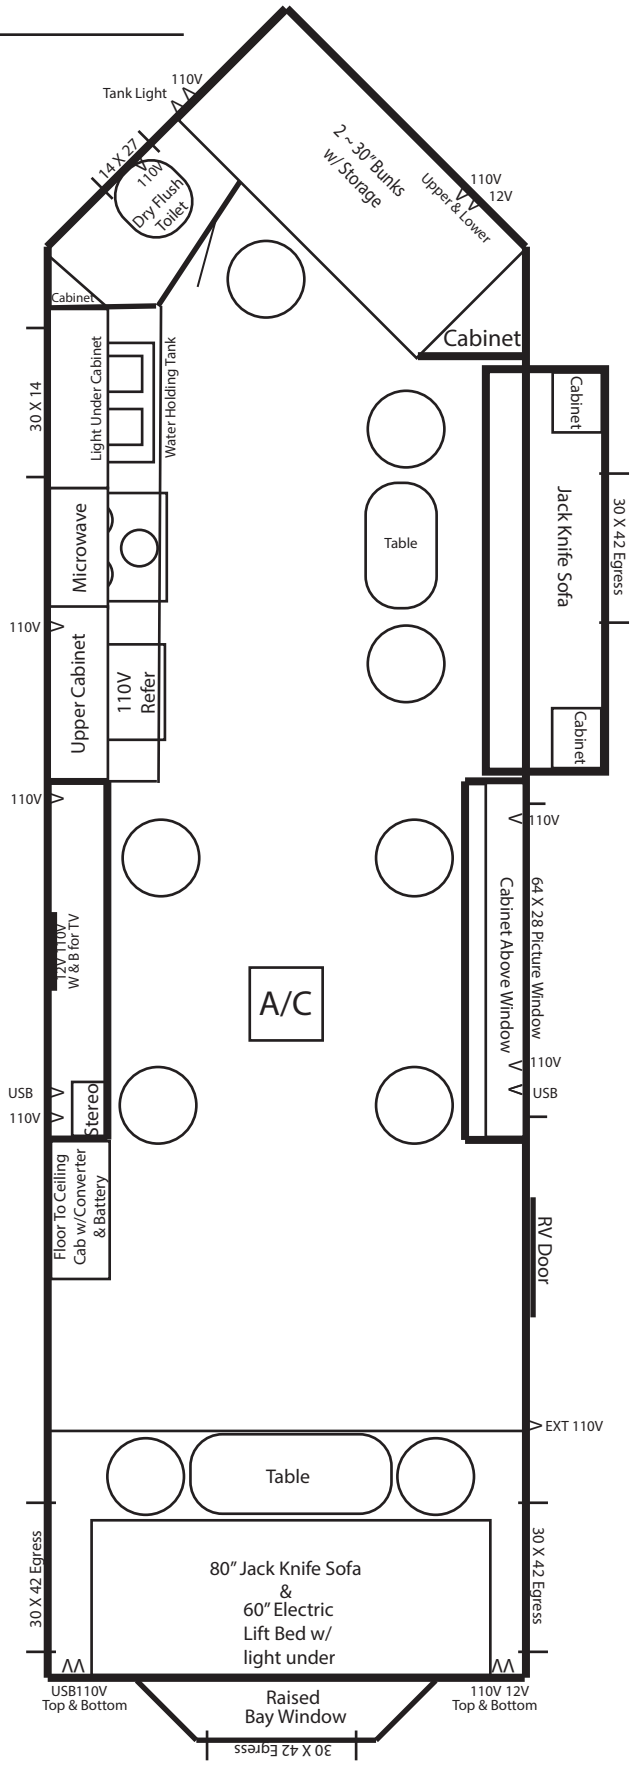 110V
Tank Light
14 X 27
110V
Dry Flush
Toilet
2 ~ 30” Bunks
w/ Storage
110V
12V
Upper & Lower
Cabinet
Cabinet
30 X 14
Light Under Cabinet
Water Holding Tank
Cabinet
Jack Knife Sofa
30 X 42 Egress
Cabinet
Table
Microwave
110V
Upper Cabinet
110V
Refer
110V
110V
12V 110V
W & B for TV
Cabinet Above Window
64 X 28 Picture Window
A/C
110V
USB
USB
110V
Stereo
Floor To Ceiling
Cab w/Converter
& Battery
RV Door
EXT 110V
Table
30 X 42 Egress
80” Jack Knife Sofa
&
60” Electric
Lift Bed w/
light under
30 X 42 Egress
USB110V
Top & Bottom
110V 12V
Top & Bottom
Raised
Bay Window
30 X 42 Egress